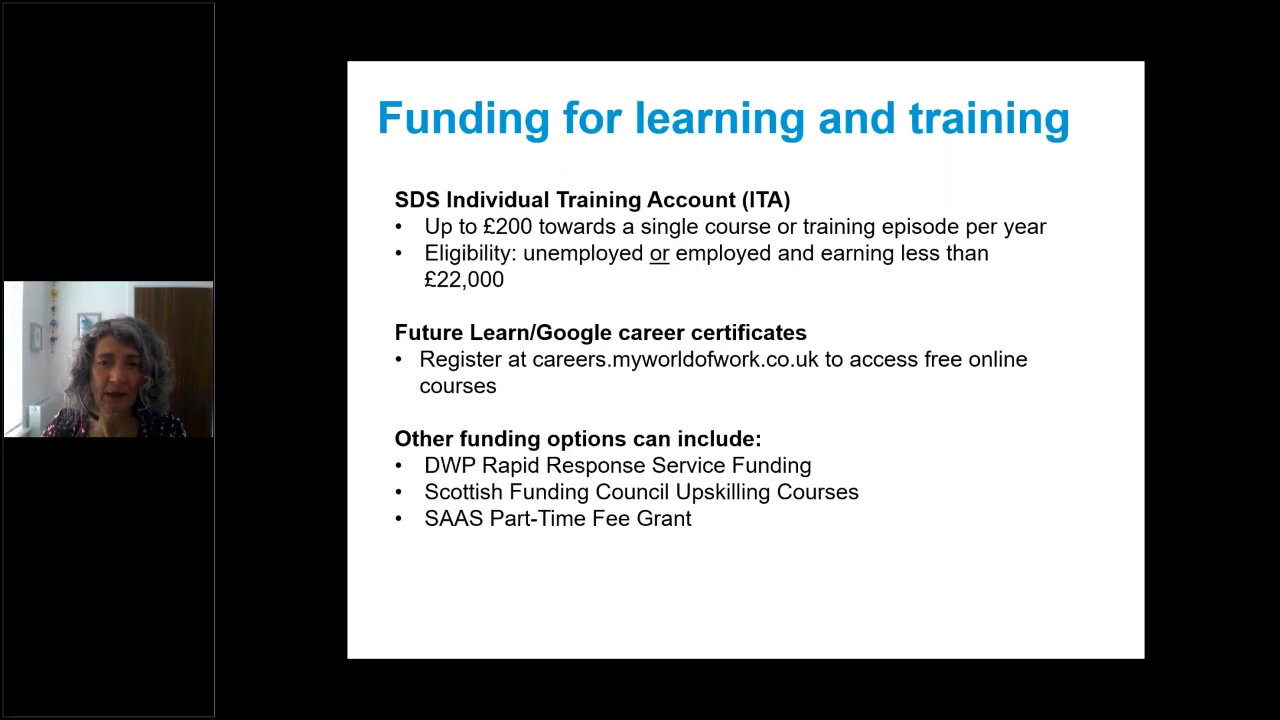 Funding for learning and training
SDS Individual Training Account (ITA)
• Up to £200 towards a single course or training episode per year
• Eligibility: unemployed or employed and earning less than
£22,000
Future Learn/Google career certificates
• Register at careers.myworldofwork.co.uk to access free online
courses
Other funding options can include:
• DWP Rapid Response Service Funding
• Scottish Funding Council Upskilling Courses
• SAAS Part-Time Fee Grant